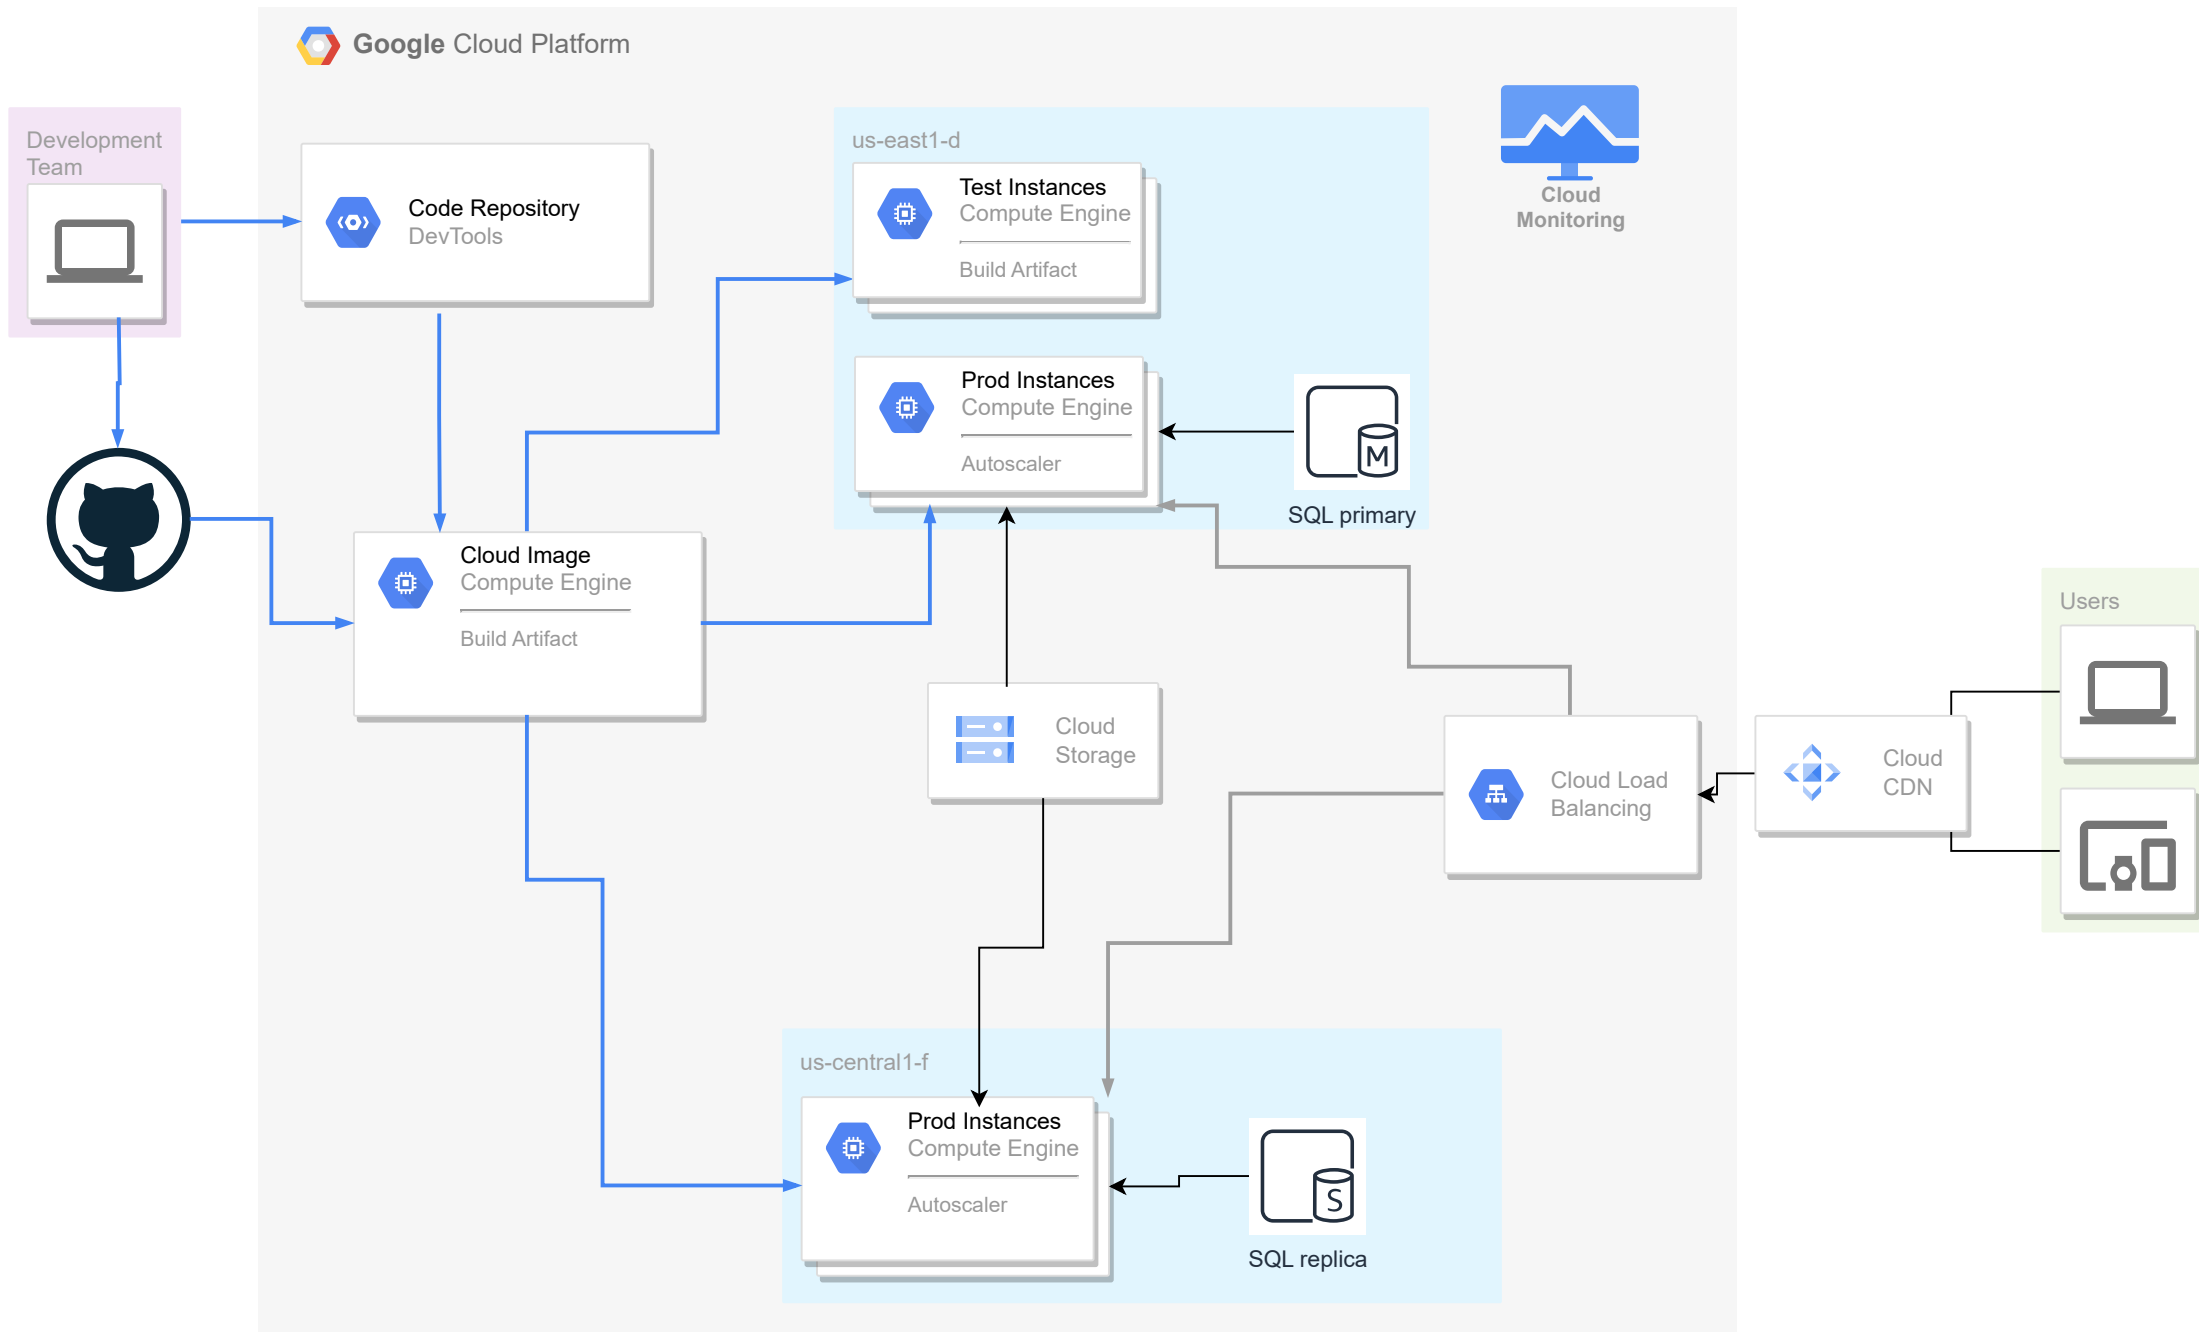 Google Cloud Platform
Development
Team
Code Repository
DevTools
us-east1-d
Test Instances
Compute Engine
Build Artifact
Cloud
Monitoring
Prod Instances
Compute Engine
Autoscaler
M
SQL primary
Cloud Image
Compute Engine
Build Artifact
Cloud
Storage
Cloud Load
Balancing
Cloud
CDN
Users
us-central1-f
Prod Instances
Compute Engine
Autoscaler
S
SQL replica